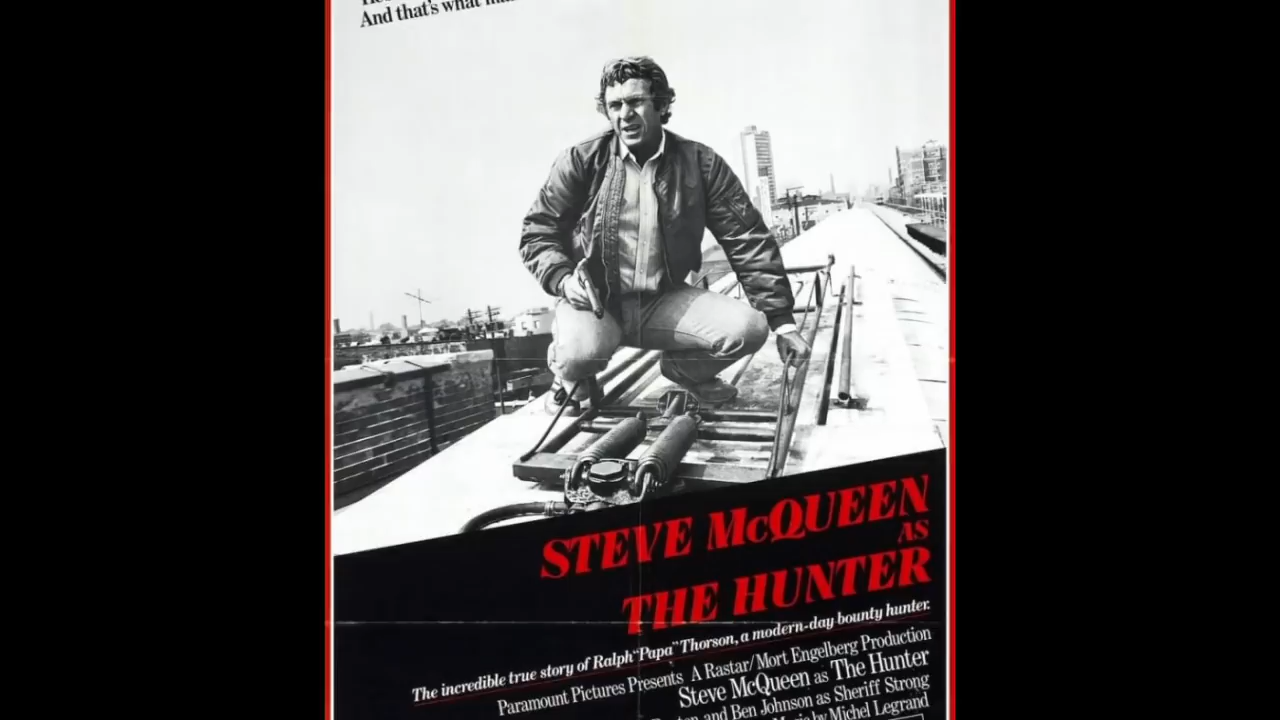 And that's what
STEVE McQUEEN
AS
THE HUNTER
The incredible true story of Ralph "Papa" Thorson, a modern-day bounty hunter.
Paramount Pictures Presents A Rastar/Mort Engelberg Production
Steve McQueen as The Hunter
and Ben Johnson as Sheriff Strong
by Michel Legrand